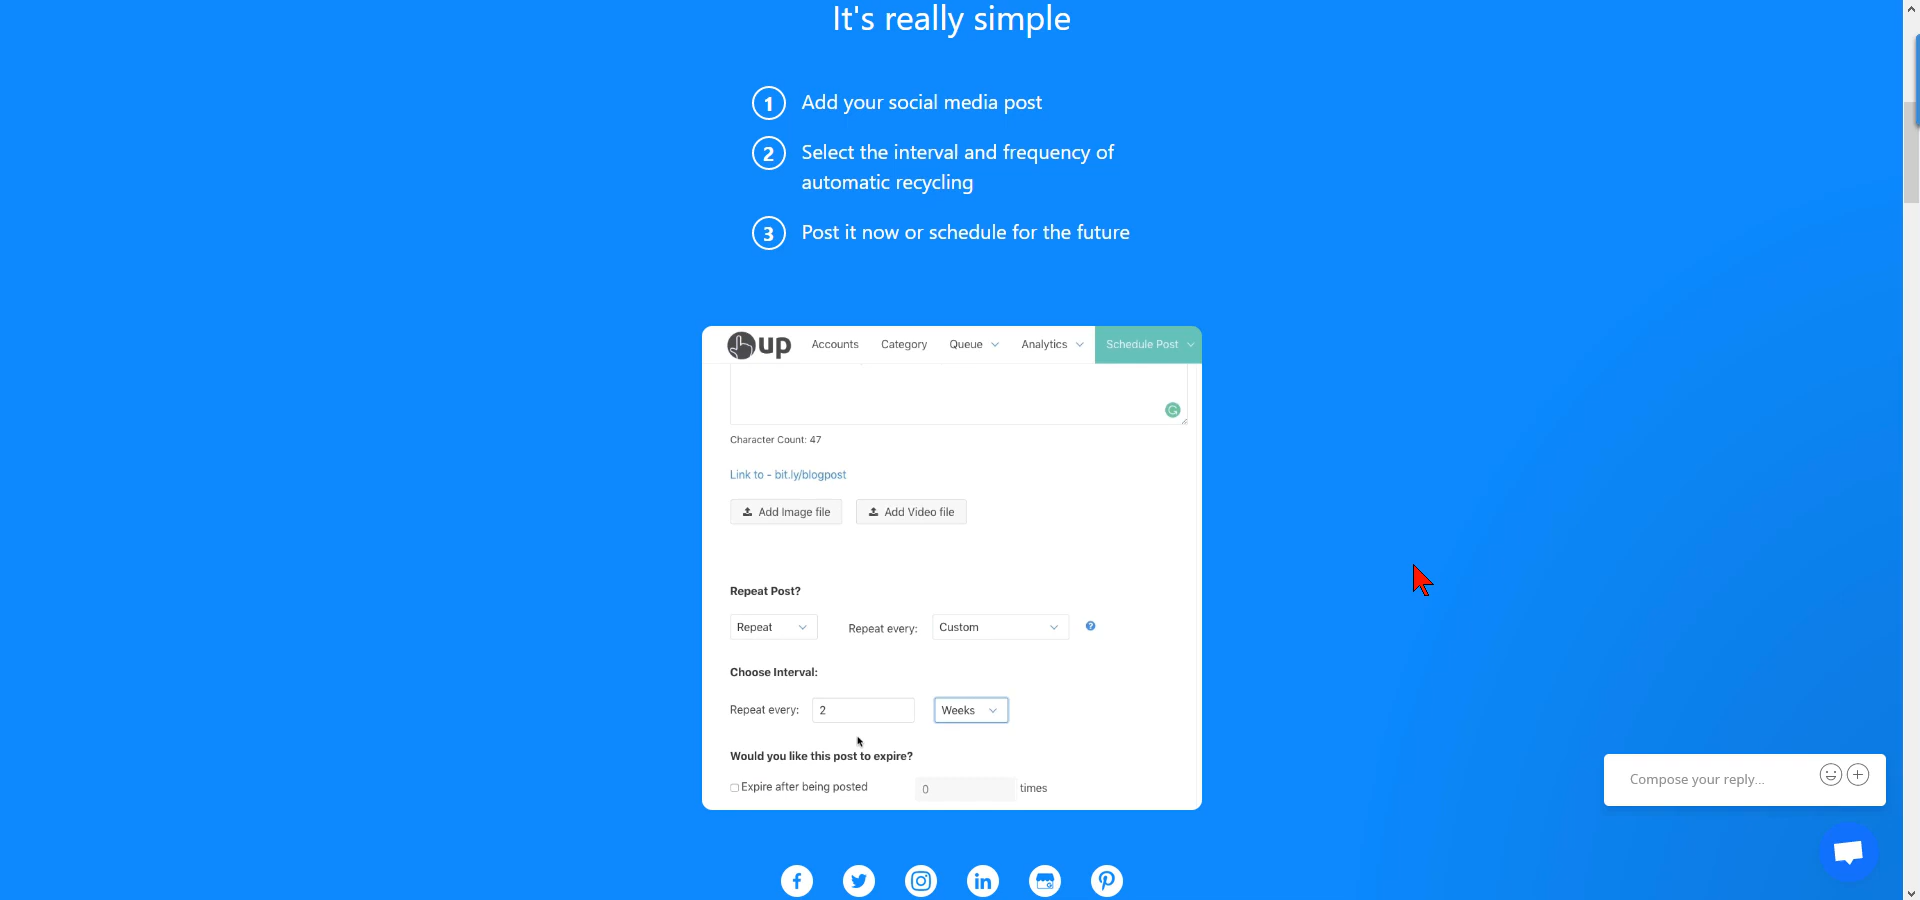 It's really simple
1 Add your social media post
2 Select the interval and frequency of
automatic recycling
3 Post it now or schedule for the future
up Accounts Category Queue Analytics Schedule Post
Character Count: 47
Link to - bit.ly/blogpost
Add Image file Add Video file
Repeat Post?
Repeat Repeat every: Custom
Choose Interval:
Repeat every: 2 Weeks
Would you like this post to expire?
Expire after being posted 0 times
Compose your reply...